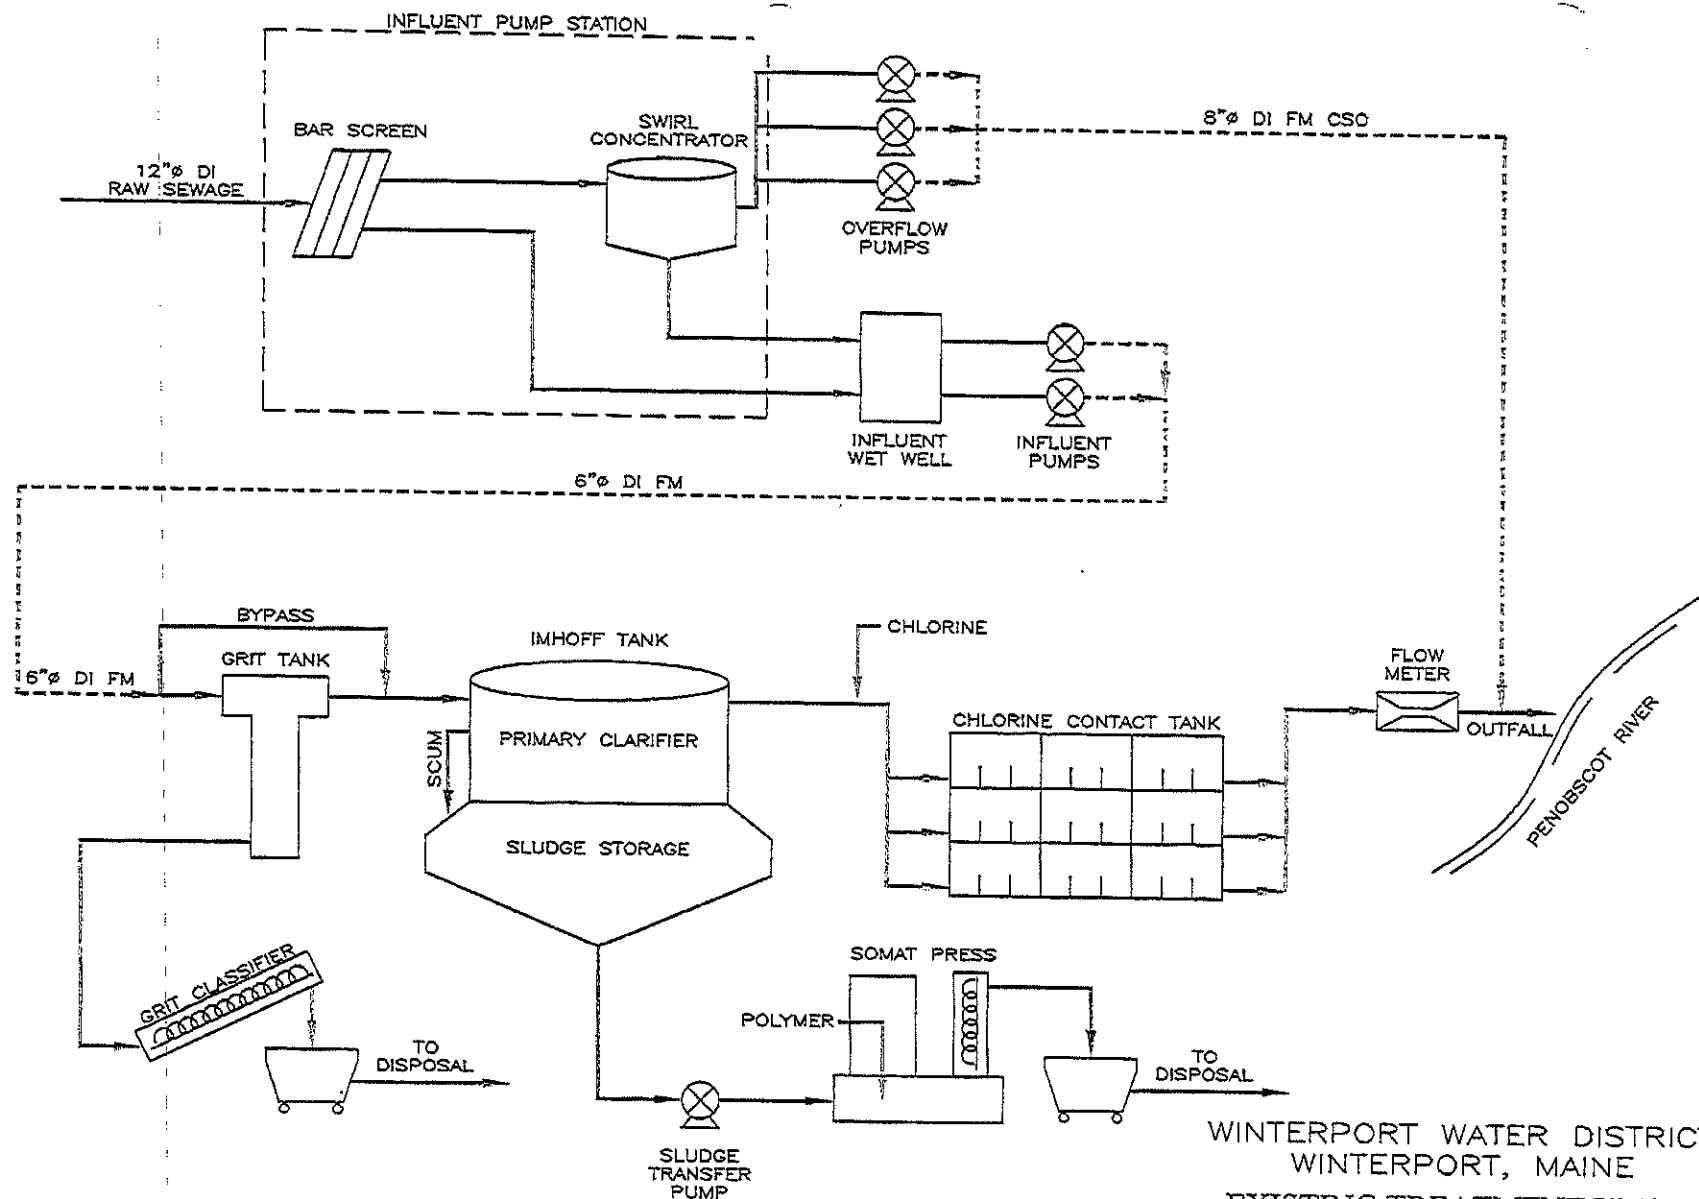 INFLUENT PUMP STATION
BAR SCREEN
SWIRL
CONCENTRATOR
8"ø DI FM CSO
12"ø DI
RAW SEWAGE
OVERFLOW
PUMPS
INFLUENT
WET WELL
INFLUENT
PUMPS
6"ø DI FM
BYPASS
GRIT TANK
6"ø DI FM
IMHOFF TANK
CHLORINE
FLOW
METER
PRIMARY CLARIFIER
SCUM
CHLORINE CONTACT TANK
OUTFALL
PENOBSCOT RIVER
SLUDGE STORAGE
GRIT CLASSIFIER
SOMAT PRESS
POLYMER
TO
DISPOSAL
TO
DISPOSAL
SLUDGE
TRANSFER
PUMP
WINTERPORT WATER DISTRICT
WINTERPORT, MAINE